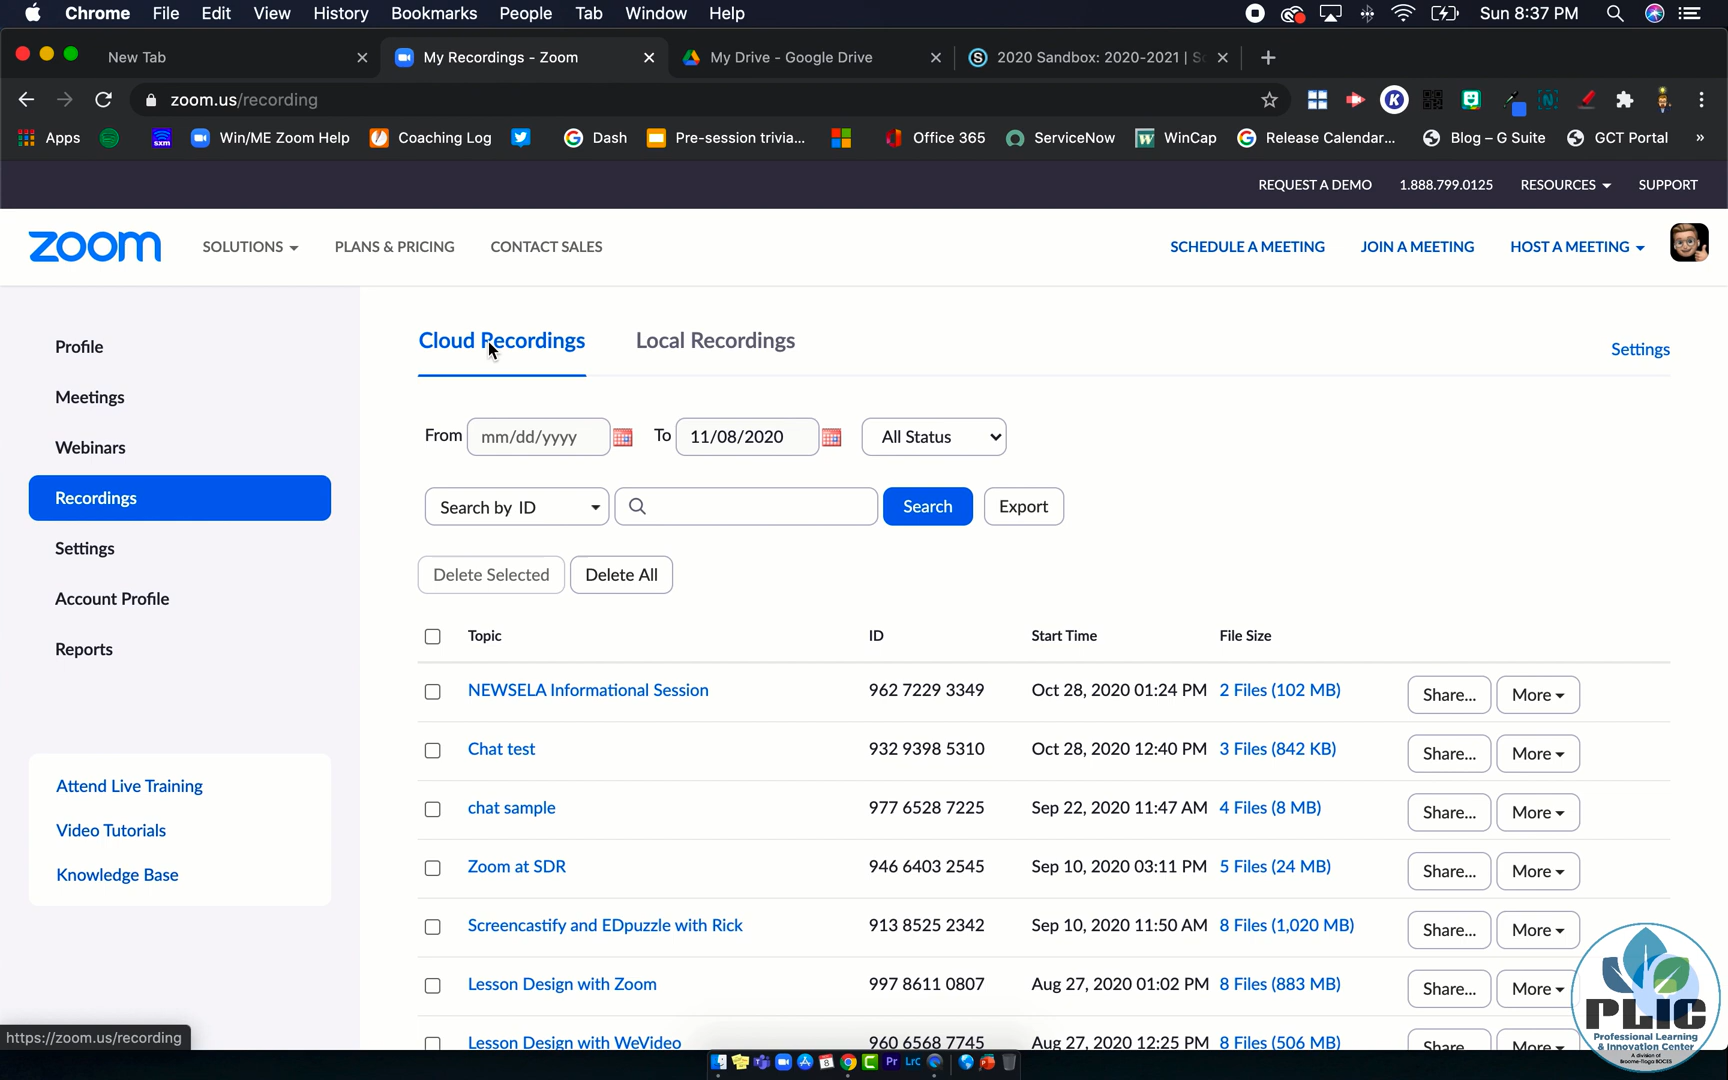 Chrome File Edit View History Bookmarks People Tab Window Help Sun 8:37 PM
New Tab My Recordings - Zoom My Drive - Google Drive 2020 Sandbox: 2020-2021 |
zoom.us/recording
Apps sxm Win/ME Zoom Help Coaching Log Dash Pre-session trivia... Office 365 ServiceNow WinCap Release Calendar... Blog – G Suite GCT Portal »
REQUEST A DEMO 1.888.799.0125 RESOURCES SUPPORT
zoom SOLUTIONS PLANS & PRICING CONTACT SALES SCHEDULE A MEETING JOIN A MEETING HOST A MEETING
Profile
Meetings
Webinars
Recordings
Settings
Account Profile
Reports
Attend Live Training
Video Tutorials
Knowledge Base
Cloud Recordings Local Recordings
Settings
From mm/dd/yyyy To 11/08/2020 All Status
Search by ID Search Export
Delete Selected Delete All
Topic ID Start Time File Size
NEWSELA Informational Session 962 7229 3349 Oct 28, 2020 01:24 PM 2 Files (102 MB) Share... More
Chat test 932 9398 5310 Oct 28, 2020 12:40 PM 3 Files (842 KB) Share... More
chat sample 977 6528 7225 Sep 22, 2020 11:47 AM 4 Files (8 MB) Share... More
Zoom at SDR 946 6403 2545 Sep 10, 2020 03:11 PM 5 Files (24 MB) Share... More
Screencastify and EDpuzzle with Rick 913 8525 2342 Sep 10, 2020 11:50 AM 8 Files (1,020 MB) Share... More
Lesson Design with Zoom 997 8611 0807 Aug 27, 2020 01:02 PM 8 Files (883 MB) Share... More
Lesson Design with WeVideo 960 6568 7745 Aug 27, 2020 12:25 PM 8 Files (506 MB) Share... More
https://zoom.us/recording
PLIC
Professional Learning
& Innovation Center
A division of
Broome-Tioga BOCES
Pr LrC